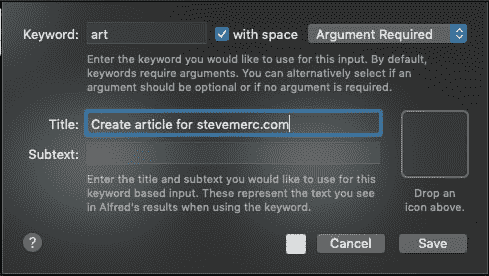 Keyword: art with space Argument Required
Enter the keyword you would like to use for this input. By default,
keywords require arguments. You can alternatively select if an
argument should be optional or if no argument is required.
Title: Create article for stevemerc.com
Subtext:
Enter the title and subtext you would like to use for this
keyword based input. These represent the text you see
in Alfred's results when using the keyword.
Drop an
icon above.
? Cancel Save